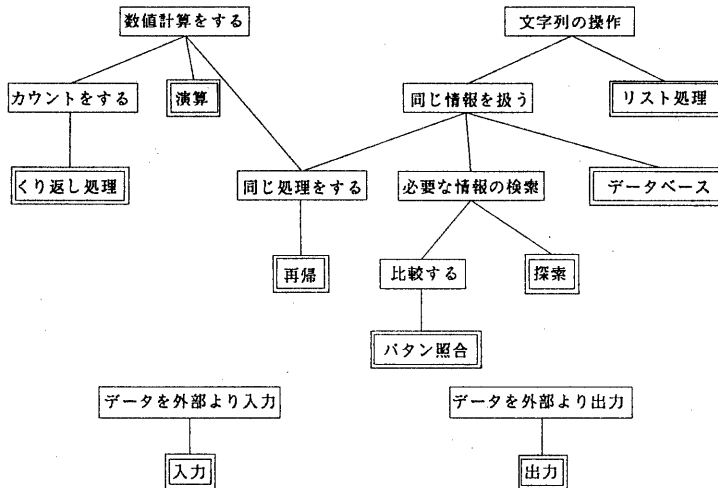 数値計算をする
文字列の操作
カウントをする
演算
同じ情報を扱う
リスト処理
くり返し処理
同じ処理をする
必要な情報の検索
データベース
再帰
比較する
探索
パタン照合
データを外部より入力
データを外部より出力
入力
出力